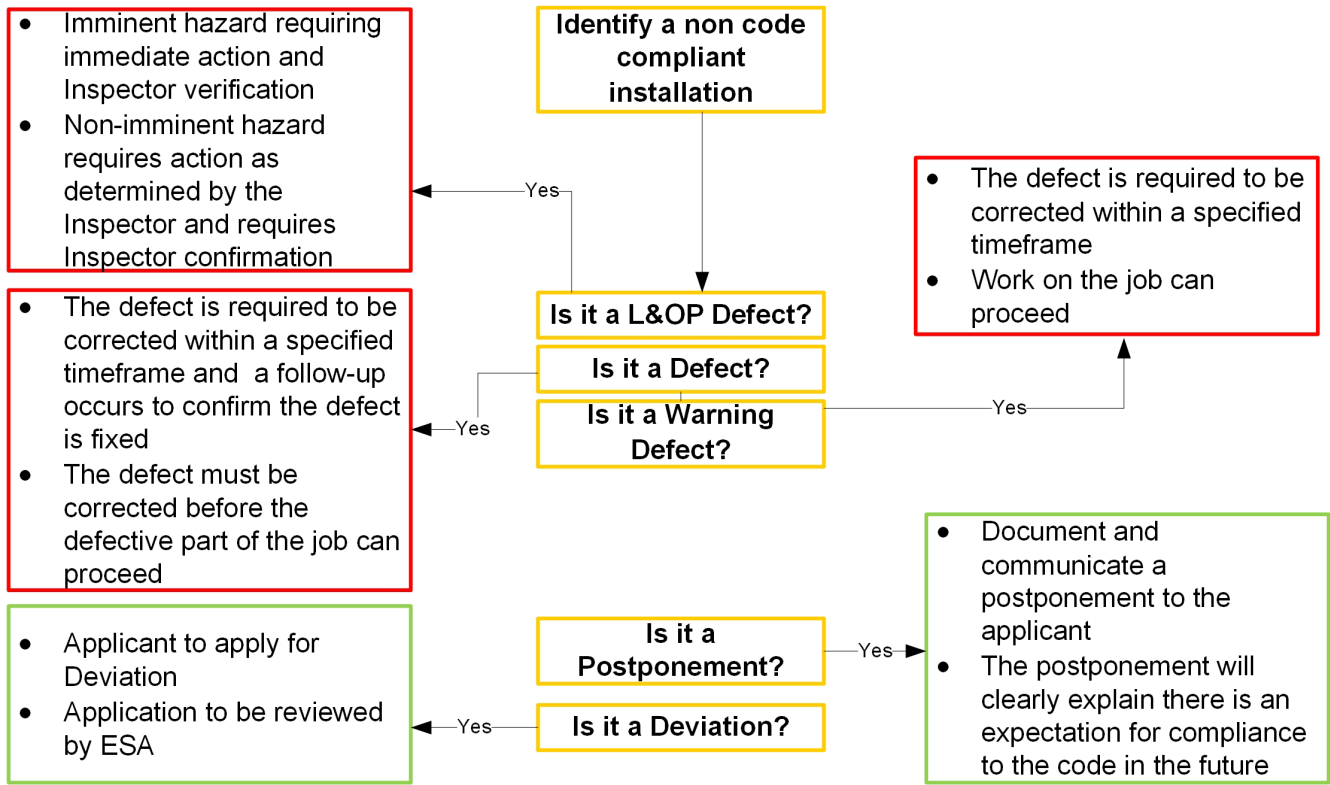 Identify a non code
compliant
installation
● Imminent hazard requiring
immediate action and
Inspector verification
● Non-imminent hazard
requires action as
determined by the
Inspector and requires
Inspector confirmation
Yes
Is it a L&OP Defect?
● The defect is required to be
corrected within a specified
timeframe and  a follow-up
occurs to confirm the defect
is fixed
● The defect must be
corrected before the
defective part of the job can
proceed
Yes
Is it a Defect?
Is it a Warning
Defect?
Yes
● The defect is required to be
corrected within a specified
timeframe
● Work on the job can
proceed
Is it a
Postponement?
Yes
● Document and
communicate a
postponement to the
applicant
● The postponement will
clearly explain there is an
expectation for compliance
to the code in the future
● Applicant to apply for
Deviation
● Application to be reviewed
by ESA
Yes
Is it a Deviation?